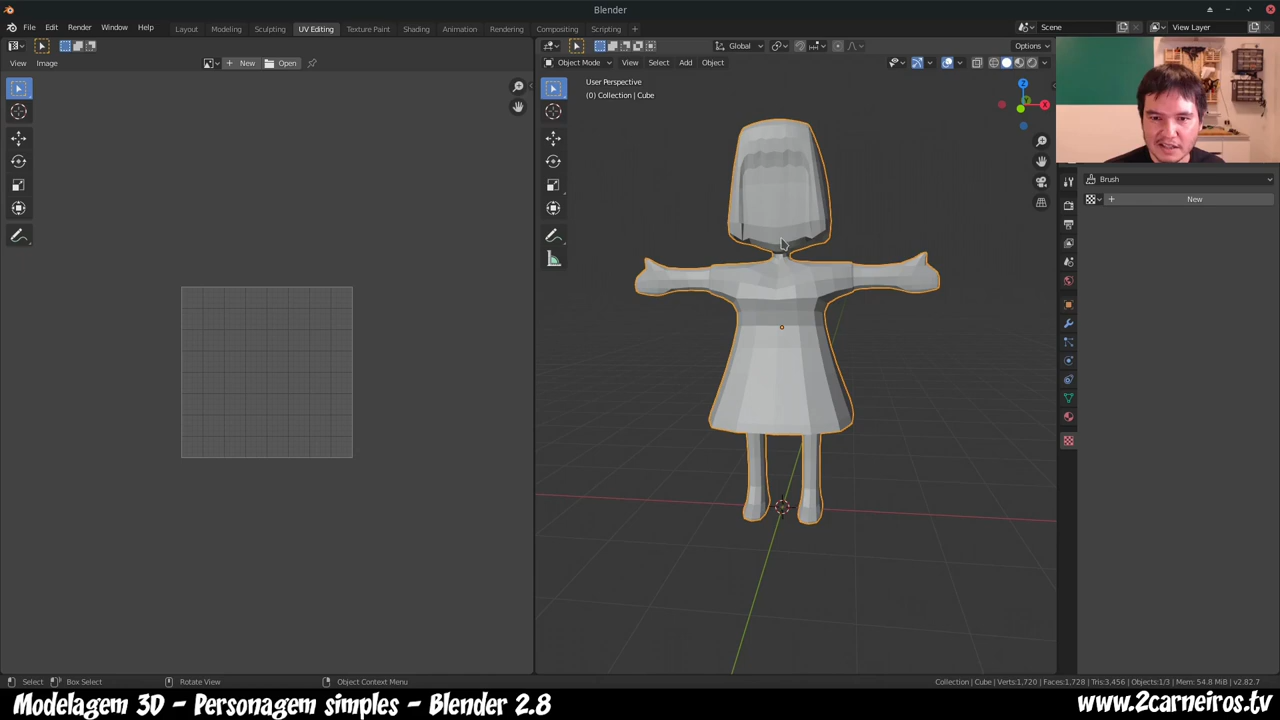 Blender
File Edit Render Window Help Layout Modeling Sculpting UV Editing Texture Paint Shading Animation Rendering Compositing Scripting + Scene View Layer
Global Options
View Image New Open Object Mode View Select Add Object
User Perspective
(0) Collection | Cube
Z
X
Y
Brush
New
Select Box Select Rotate View Object Context Menu Collection | Cube | Verts:1,720 | Faces:1,728 | Tris:3,456 | Objects:1/3 | Mem: 54.8 MiB | v2.82.7
Modelagem 3D - Personagem simples - Blender 2.8 www.2carneiros.tv